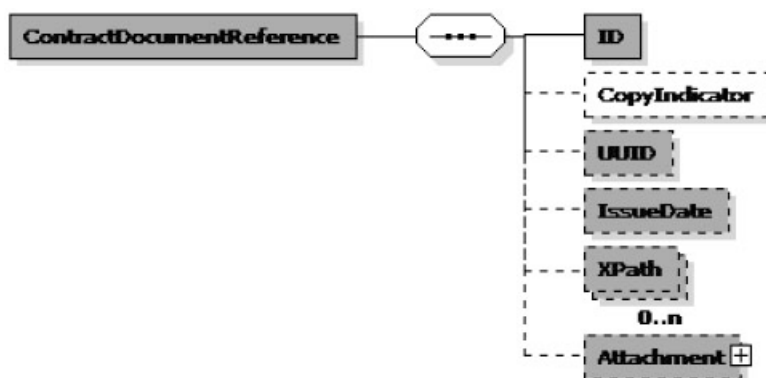 ContractDocumentReference
ID
CopyIndicator
UUID
IssueDate
XPath
0..n
Attachment